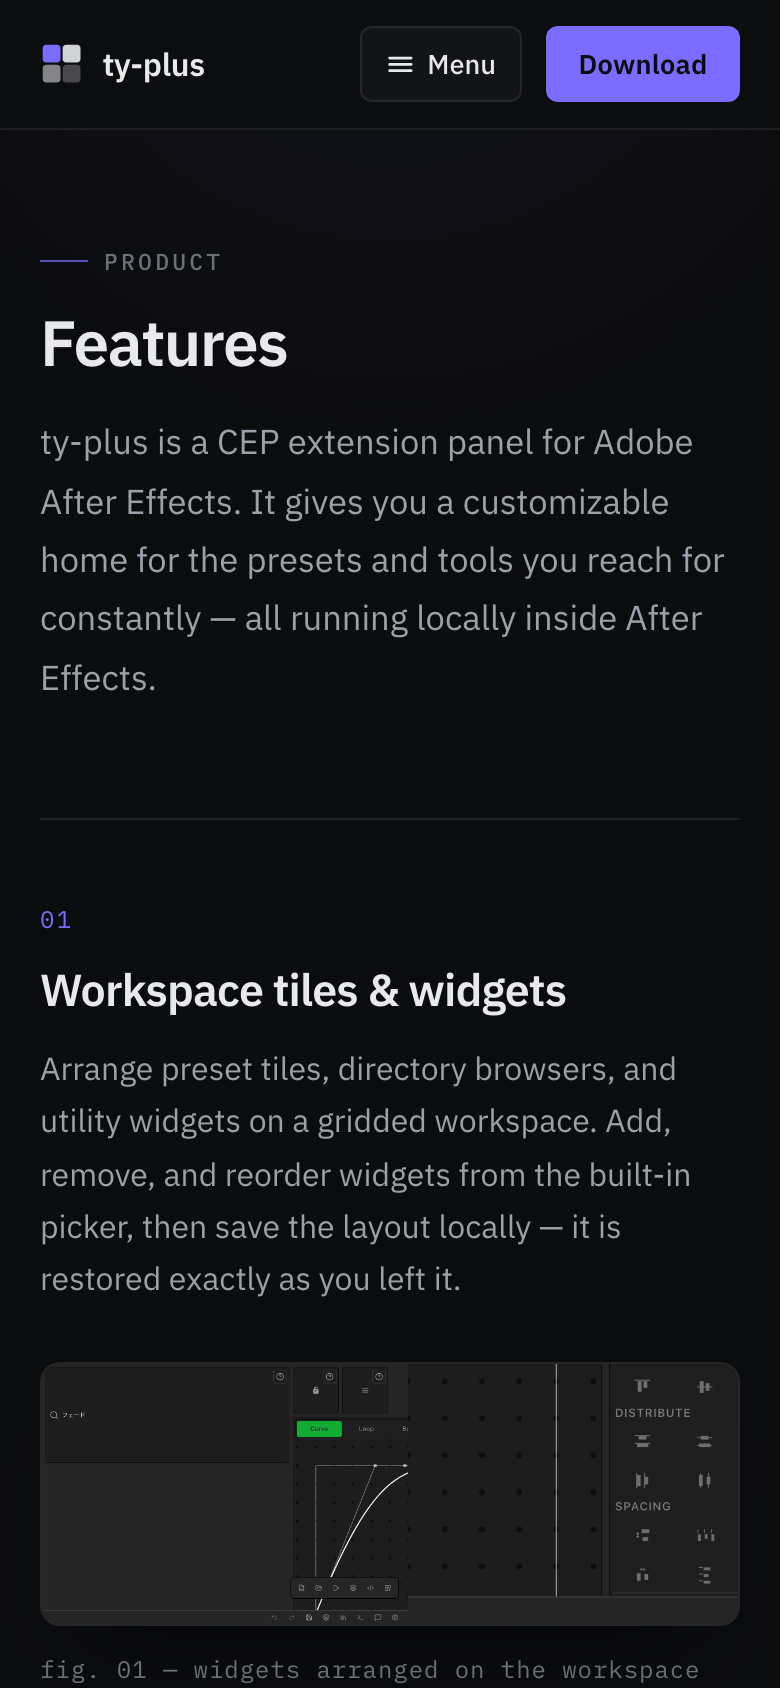 ty-plus
Menu
Download
PRODUCT
Features
ty-plus is a CEP extension panel for Adobe
After Effects. It gives you a customizable
home for the presets and tools you reach for
constantly — all running locally inside After
Effects.
01
Workspace tiles & widgets
Arrange preset tiles, directory browsers, and
utility widgets on a gridded workspace. Add,
remove, and reorder widgets from the built-in
picker, then save the layout locally — it is
restored exactly as you left it.
フェード
Curve
Loop
DISTRIBUTE
SPACING
fig. 01 — widgets arranged on the workspace